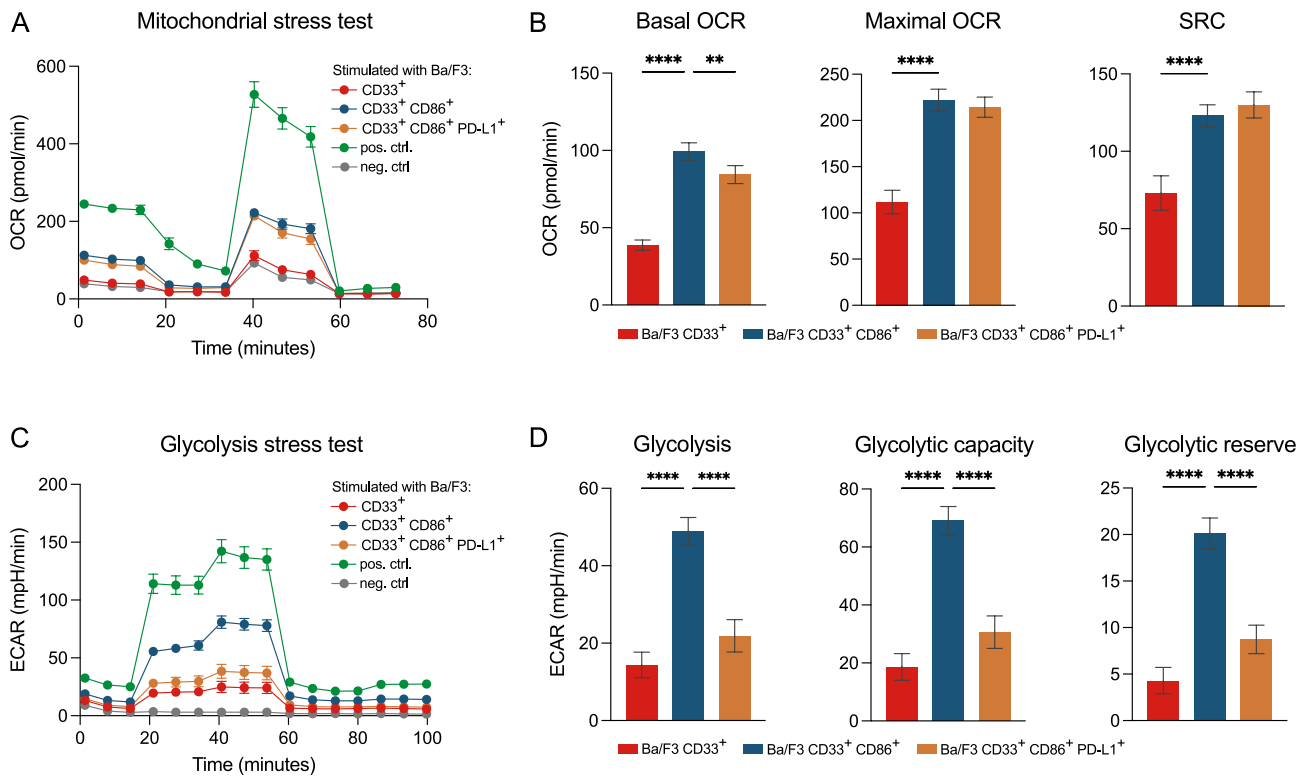 A
Mitochondrial stress test
OCR (pmol/min)
600
400
200
0
0 20 40 60 80
Time (minutes)
Stimulated with Ba/F3:
CD33+
CD33+ CD86+
CD33+ CD86+ PD-L1+
pos. ctrl.
neg. ctrl
B
Basal OCR
**** **
OCR (pmol/min)
150
100
50
0
Maximal OCR
****
250
200
150
100
50
0
SRC
****
150
100
50
0
Ba/F3 CD33+ Ba/F3 CD33+ CD86+ Ba/F3 CD33+ CD86+ PD-L1+
C
Glycolysis stress test
ECAR (mpH/min)
200
150
100
50
0
0 20 40 60 80 100
Time (minutes)
Stimulated with Ba/F3:
CD33+
CD33+ CD86+
CD33+ CD86+ PD-L1+
pos. ctrl.
neg. ctrl
D
Glycolysis
**** ****
ECAR (mpH/min)
60
40
20
0
Glycolytic capacity
**** ****
80
60
40
20
0
Glycolytic reserve
**** ****
25
20
15
10
5
0
Ba/F3 CD33+ Ba/F3 CD33+ CD86+ Ba/F3 CD33+ CD86+ PD-L1+